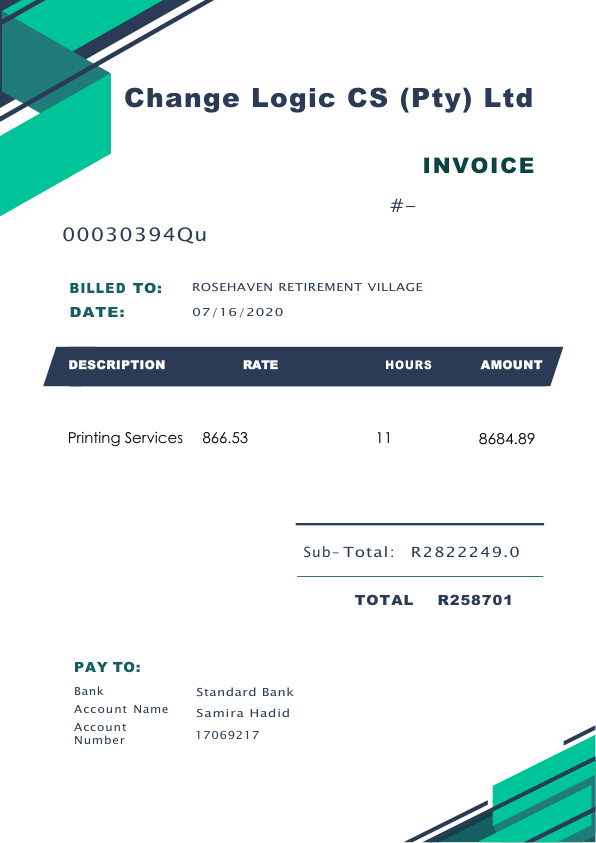 Change Logic CS (Pty) Ltd
INVOICE
#–
00030394Qu
BILLED TO: ROSEHAVEN RETIREMENT VILLAGE
DATE: 07/16/2020
DESCRIPTION RATE HOURS AMOUNT
Printing Services 866.53 11 8684.89
Sub-Total: R2822249.0
TOTAL R258701
PAY TO:
Bank Standard Bank
Account Name Samira Hadid
Account
Number 17069217